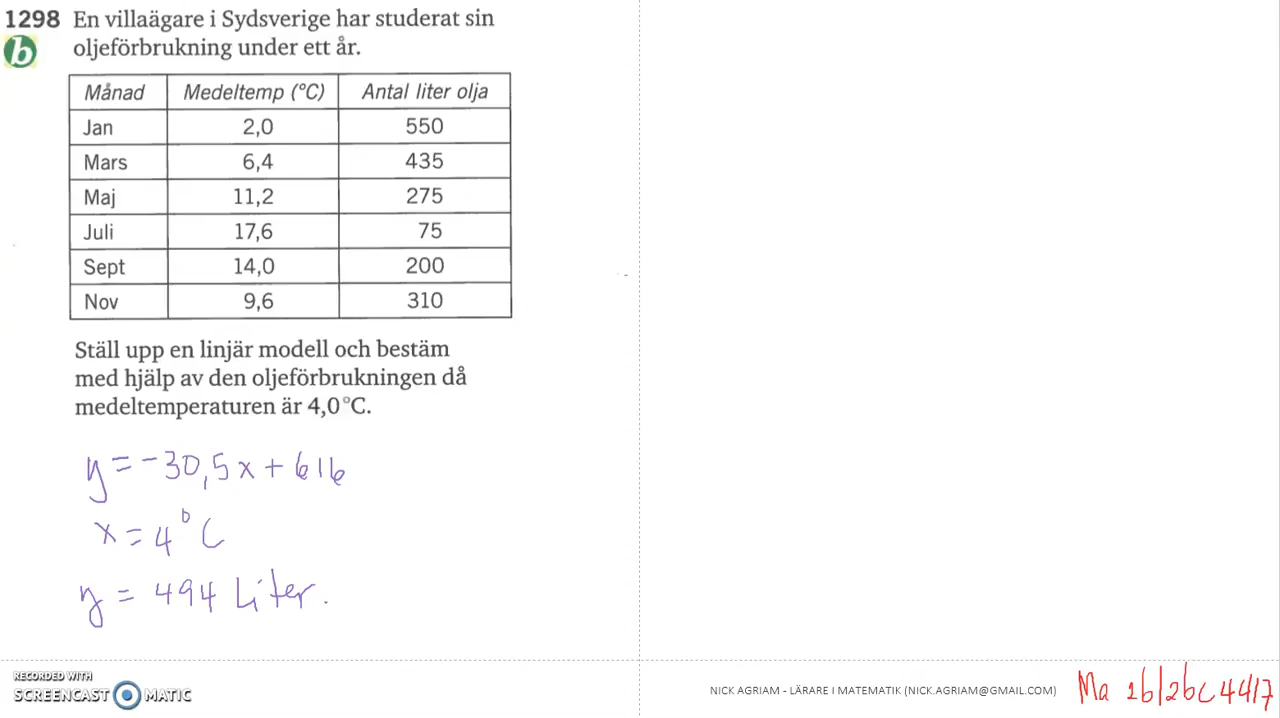 1298 En villaägare i Sydsverige har studerat sin
b oljeförbrukning under ett år.
Månad Medeltemp (°C) Antal liter olja
Jan 2,0 550
Mars 6,4 435
Maj 11,2 275
Juli 17,6 75
Sept 14,0 200
Nov 9,6 310
Ställ upp en linjär modell och bestäm
med hjälp av den oljeförbrukningen då
medeltemperaturen är 4,0°C.
y = -30,5x + 616
x = 4°C
y = 494 Liter.
RECORDED WITH
SCREENCAST MATIC
NICK AGRIAM - LÄRARE I MATEMATIK (NICK.AGRIAM@GMAIL.COM)
Ma 2b/2bc